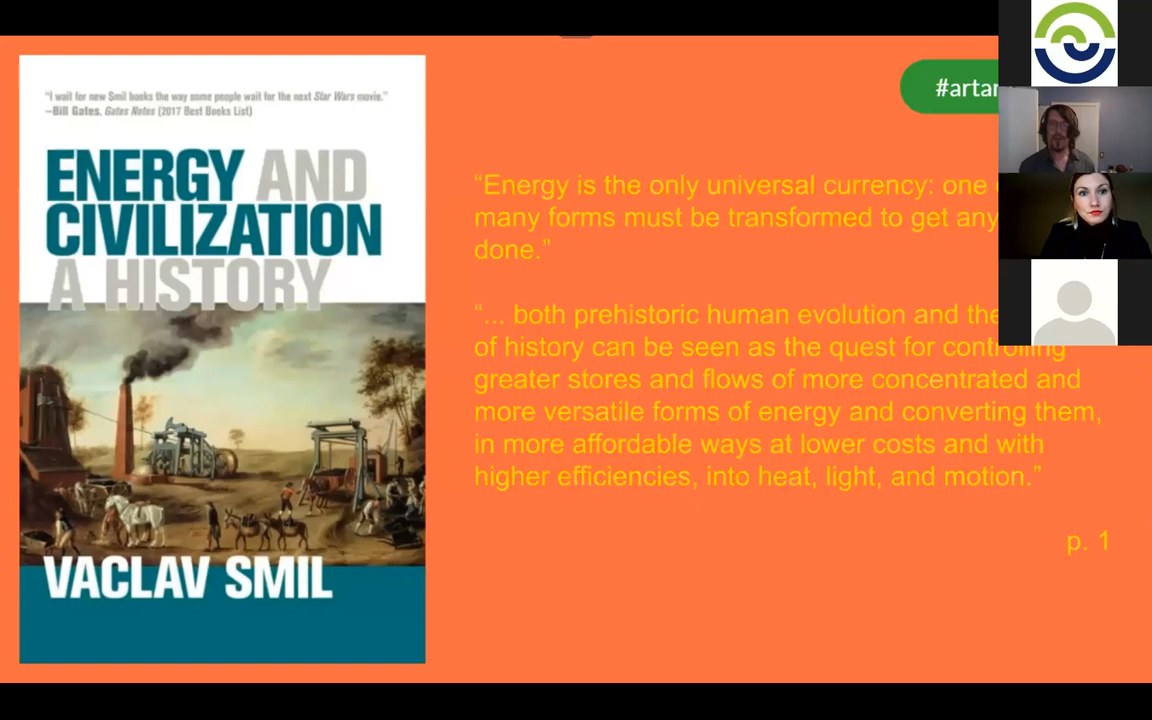 “I wait for new Smil books the way some people wait for the next Star Wars movie.”
—Bill Gates, Gates Notes (2017 Best Books List)
ENERGY AND
CIVILIZATION
A HISTORY
VACLAV SMIL
#artar
“Energy is the only universal currency: one
many forms must be transformed to get any
done.”
“... both prehistoric human evolution and the
of history can be seen as the quest for controlling
greater stores and flows of more concentrated and
more versatile forms of energy and converting them,
in more affordable ways at lower costs and with
higher efficiencies, into heat, light, and motion.”
p. 1